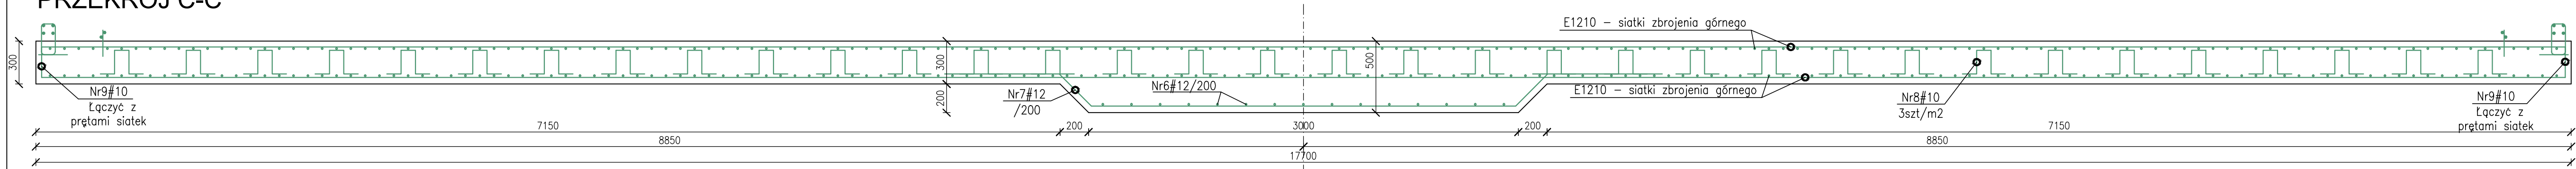 PRZEKRÓJ C-C
E1210 – siatki zbrojenia górnego
300
300
500
Nr9#10
Łączyć z
prętami siatek
200
Nr7#12
/200
Nr6#12/200
E1210 – siatki zbrojenia górnego
Nr8#10
3szt/m2
Nr9#10
Łączyć z
prętami siatek
7150
200
3000
200
7150
8850
8850
17700